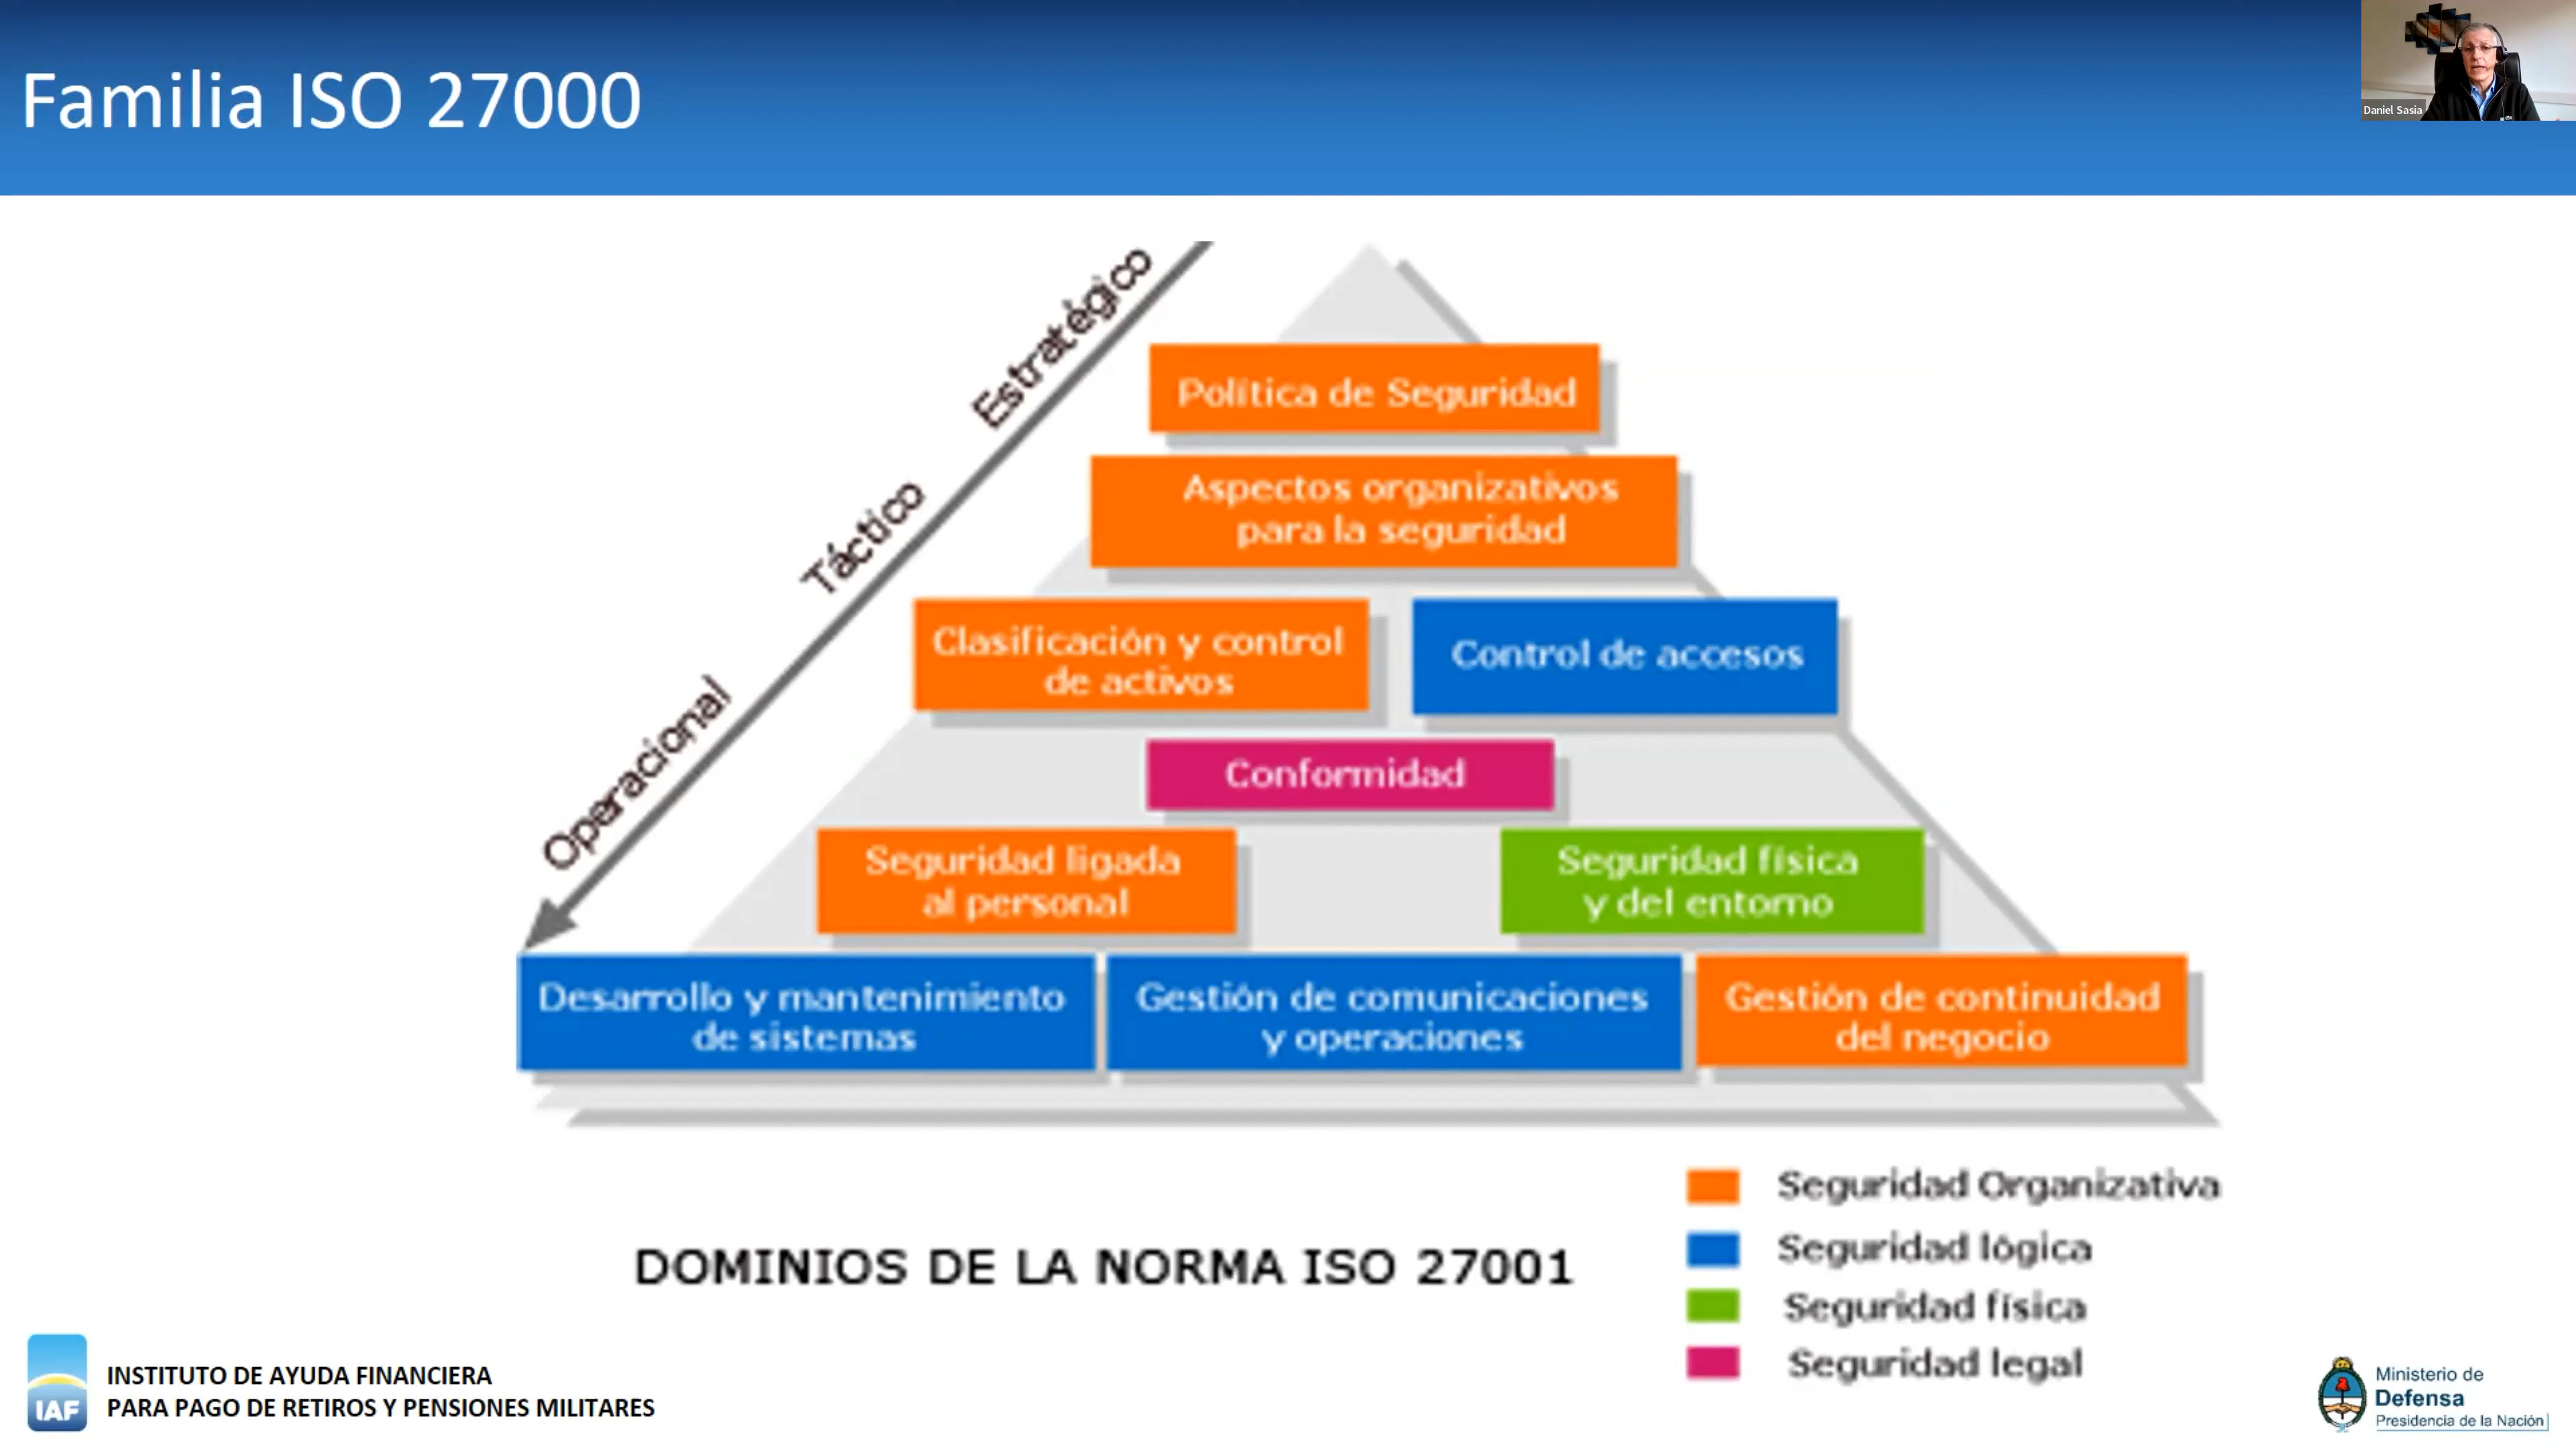 Familia ISO 27000
Daniel Sasia
Estratégico
Táctico
Operacional
Política de Seguridad
Aspectos organizativos
para la seguridad
Clasificación y control
de activos
Control de accesos
Conformidad
Seguridad ligada
al personal
Seguridad física
y del entorno
Desarrollo y mantenimiento
de sistemas
Gestión de comunicaciones
y operaciones
Gestión de continuidad
del negocio
Seguridad Organizativa
Seguridad lógica
Seguridad física
Seguridad legal
DOMINIOS DE LA NORMA ISO 27001
IAF
INSTITUTO DE AYUDA FINANCIERA
PARA PAGO DE RETIROS Y PENSIONES MILITARES
Ministerio de
Defensa
Presidencia de la Nación